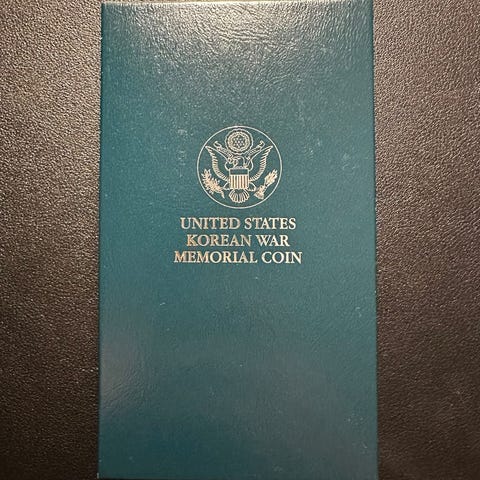 UNITED STATES
KOREAN WAR
MEMORIAL COIN